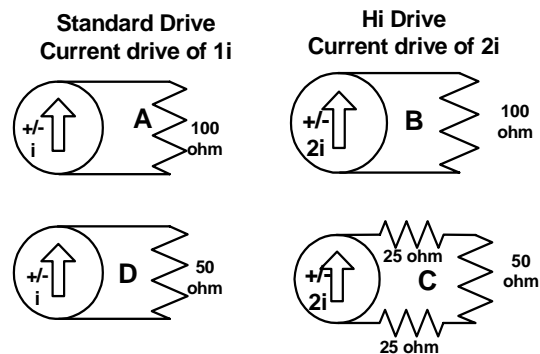 Standard Drive
Current drive of 1i
Hi Drive
Current drive of 2i
+/-
i
A
100
ohm
+/-
2i
B
100
ohm
+/-
i
D
50
ohm
25 ohm
+/-
2i
C
50
ohm
25 ohm